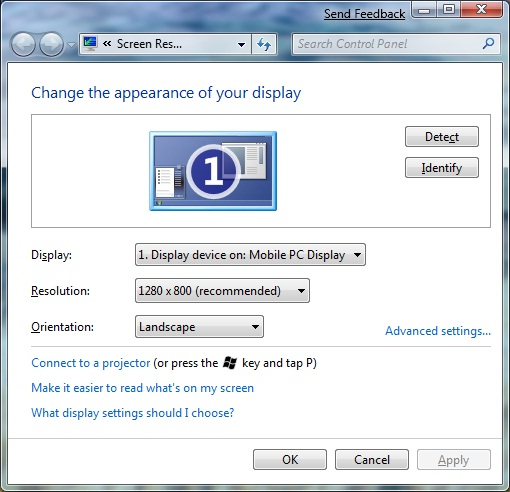 Send Feedback
« Screen Res...
Search Control Panel
Change the appearance of your display
1
Detect
Identify
Display:
1. Display device on: Mobile PC Display
Resolution:
1280 x 800 (recommended)
Orientation:
Landscape
Advanced settings...
Connect to a projector (or press the key and tap P)
Make it easier to read what's on my screen
What display settings should I choose?
OK
Cancel
Apply